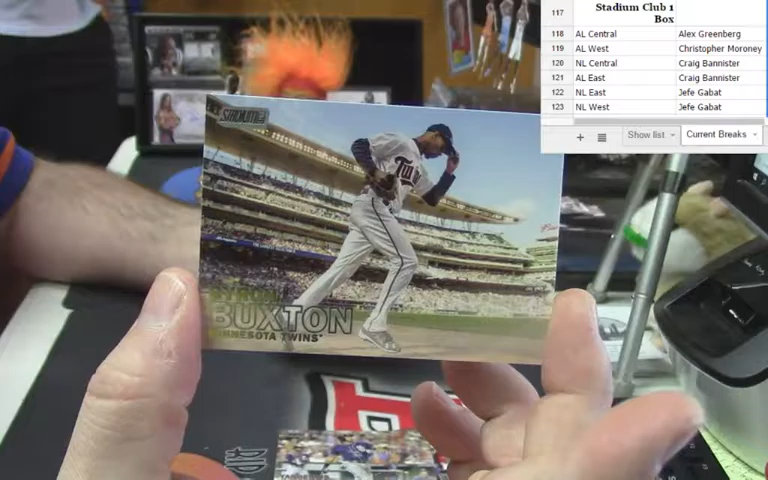 117 Stadium Club 1
Box
118 AL Central Alex Greenberg
119 AL West Christopher Moroney
120 NL Central Craig Bannister
121 AL East Craig Bannister
122 NL East Jefe Gabat
123 NL West Jefe Gabat
+ Show list Current Breaks
STADIUM
Twins
BYRON
BUXTON
MINNESOTA TWINS